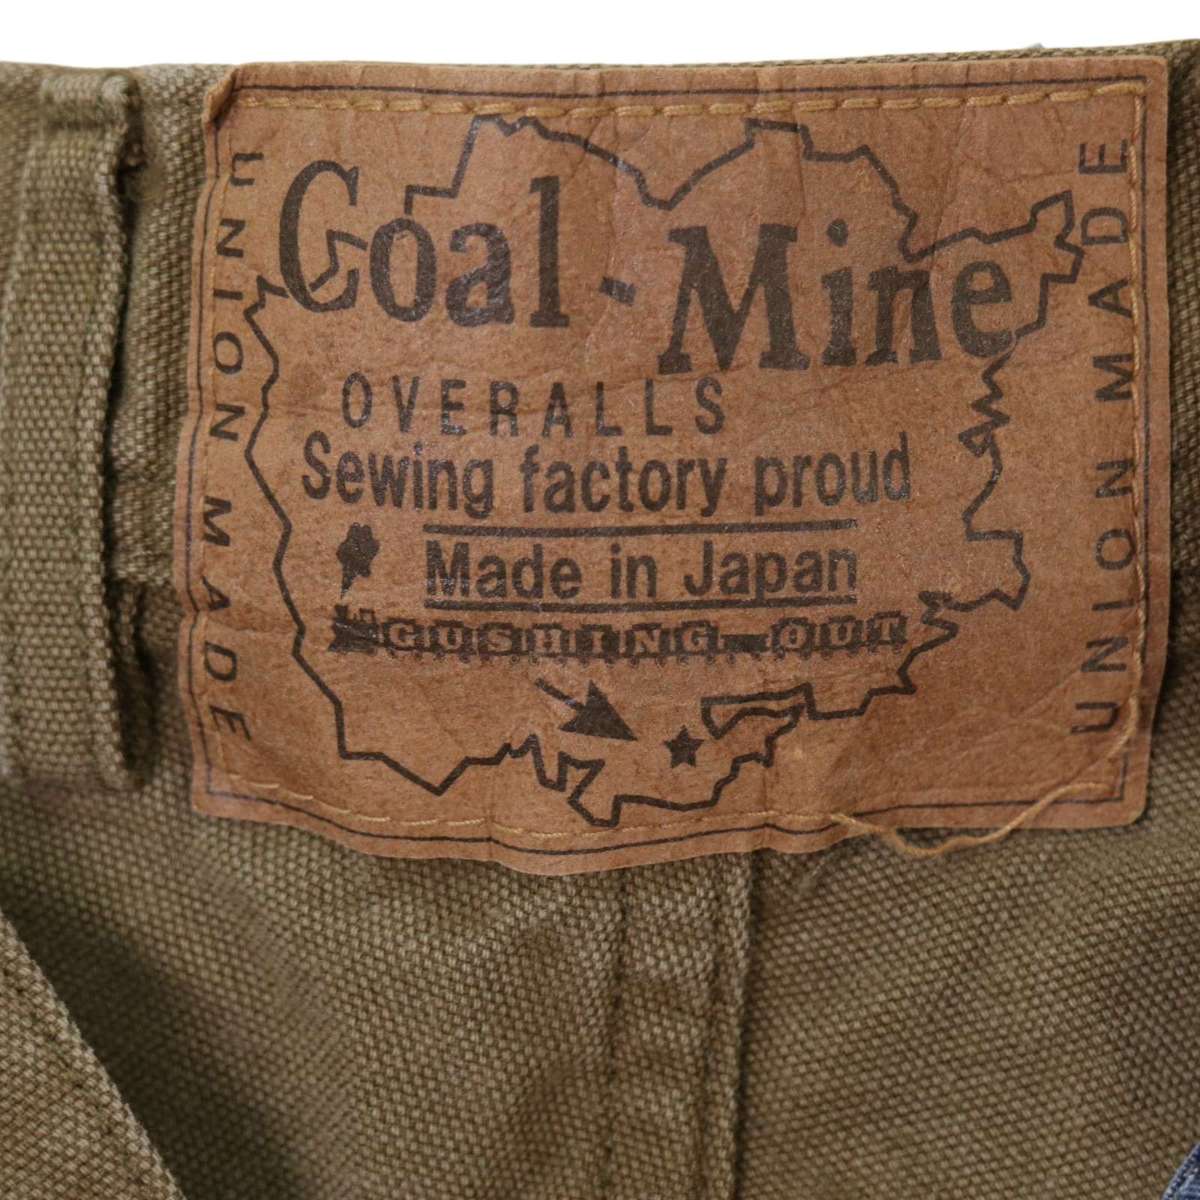 Coal-Mine
OVERALLS
Sewing factory proud
Made in Japan
GUSHING OUT
UNION MADE
UNION MADE